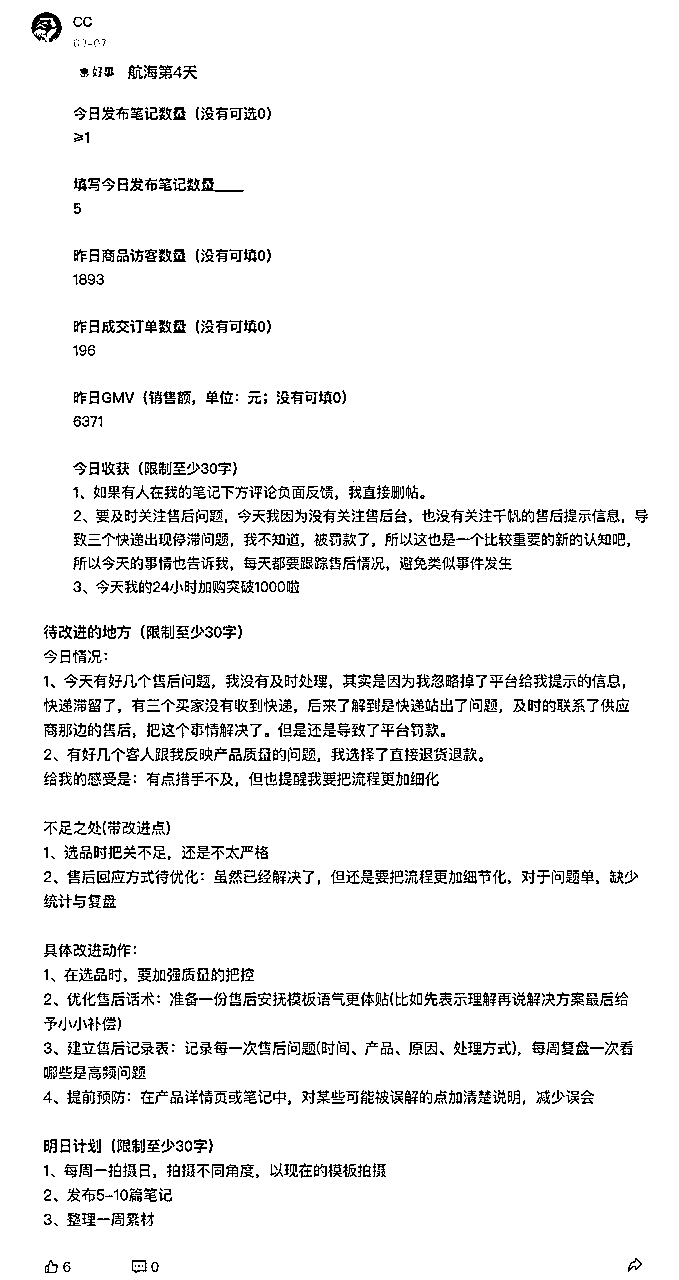 CC
航海第4天
今日发布笔记数量（没有可选0）
≥1
填写今日发布笔记数量____
5
昨日商品访客数量（没有可填0）
1893
昨日成交订单数量（没有可填0）
196
昨日GMV（销售额，单位：元；没有可填0）
6371
今日收获（限制至少30字）
1、如果有人在我的笔记下方评论负面反馈，我直接删帖。
2、要及时关注售后问题，今天我因为没有关注售后台，也没有关注千帆的售后提示信息，导
致三个快递出现停滞问题，我不知道，被罚款了，所以这也是一个比较重要的新的认知吧，
所以今天的事情也告诉我，每天都要跟踪售后情况，避免类似事件发生
3、今天我的24小时加购突破1000啦
待改进的地方（限制至少30字）
今日情况：
1、今天有好几个售后问题，我没有及时处理，其实是因为我忽略掉了平台给我提示的信息，
快递滞留了，有三个买家没有收到快递，后来了解到是快递站出了问题，及时的联系了供应
商那边的售后，把这个事情解决了。但是还是导致了平台罚款。
2、有好几个客人跟我反映产品质量的问题，我选择了直接退货退款。
给我的感受是：有点措手不及，但也提醒我要把流程更加细化
不足之处(带改进点)
1、选品时把关不足，还是不太严格
2、售后回应方式待优化：虽然已经解决了，但还是要把流程更加细节化，对于问题单，缺少
统计与复盘
具体改进动作：
1、在选品时，要加强质量的把控
2、优化售后话术：准备一份售后安抚模板语气更体贴(比如先表示理解再说解决方案最后给
予小小补偿)
3、建立售后记录表：记录每一次售后问题(时间、产品、原因、处理方式)，每周复盘一次看
哪些是高频问题
4、提前预防：在产品详情页或笔记中，对某些可能被误解的点加清楚说明，减少误会
明日计划（限制至少30字）
1、每周一拍摄日，拍摄不同角度，以现在的模板拍摄
2、发布5-10篇笔记
3、整理一周素材
6
0